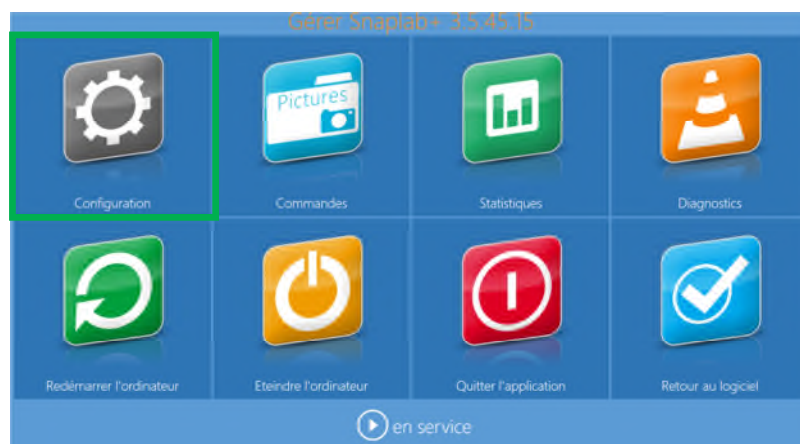 Gérer Snaplab+ 3.5.45.15
Pictures
Configuration
Commandes
Statistiques
Diagnostics
Redémarrer l'ordinateur
Eteindre l'ordinateur
Quitter l'application
Retour au logiciel
en service